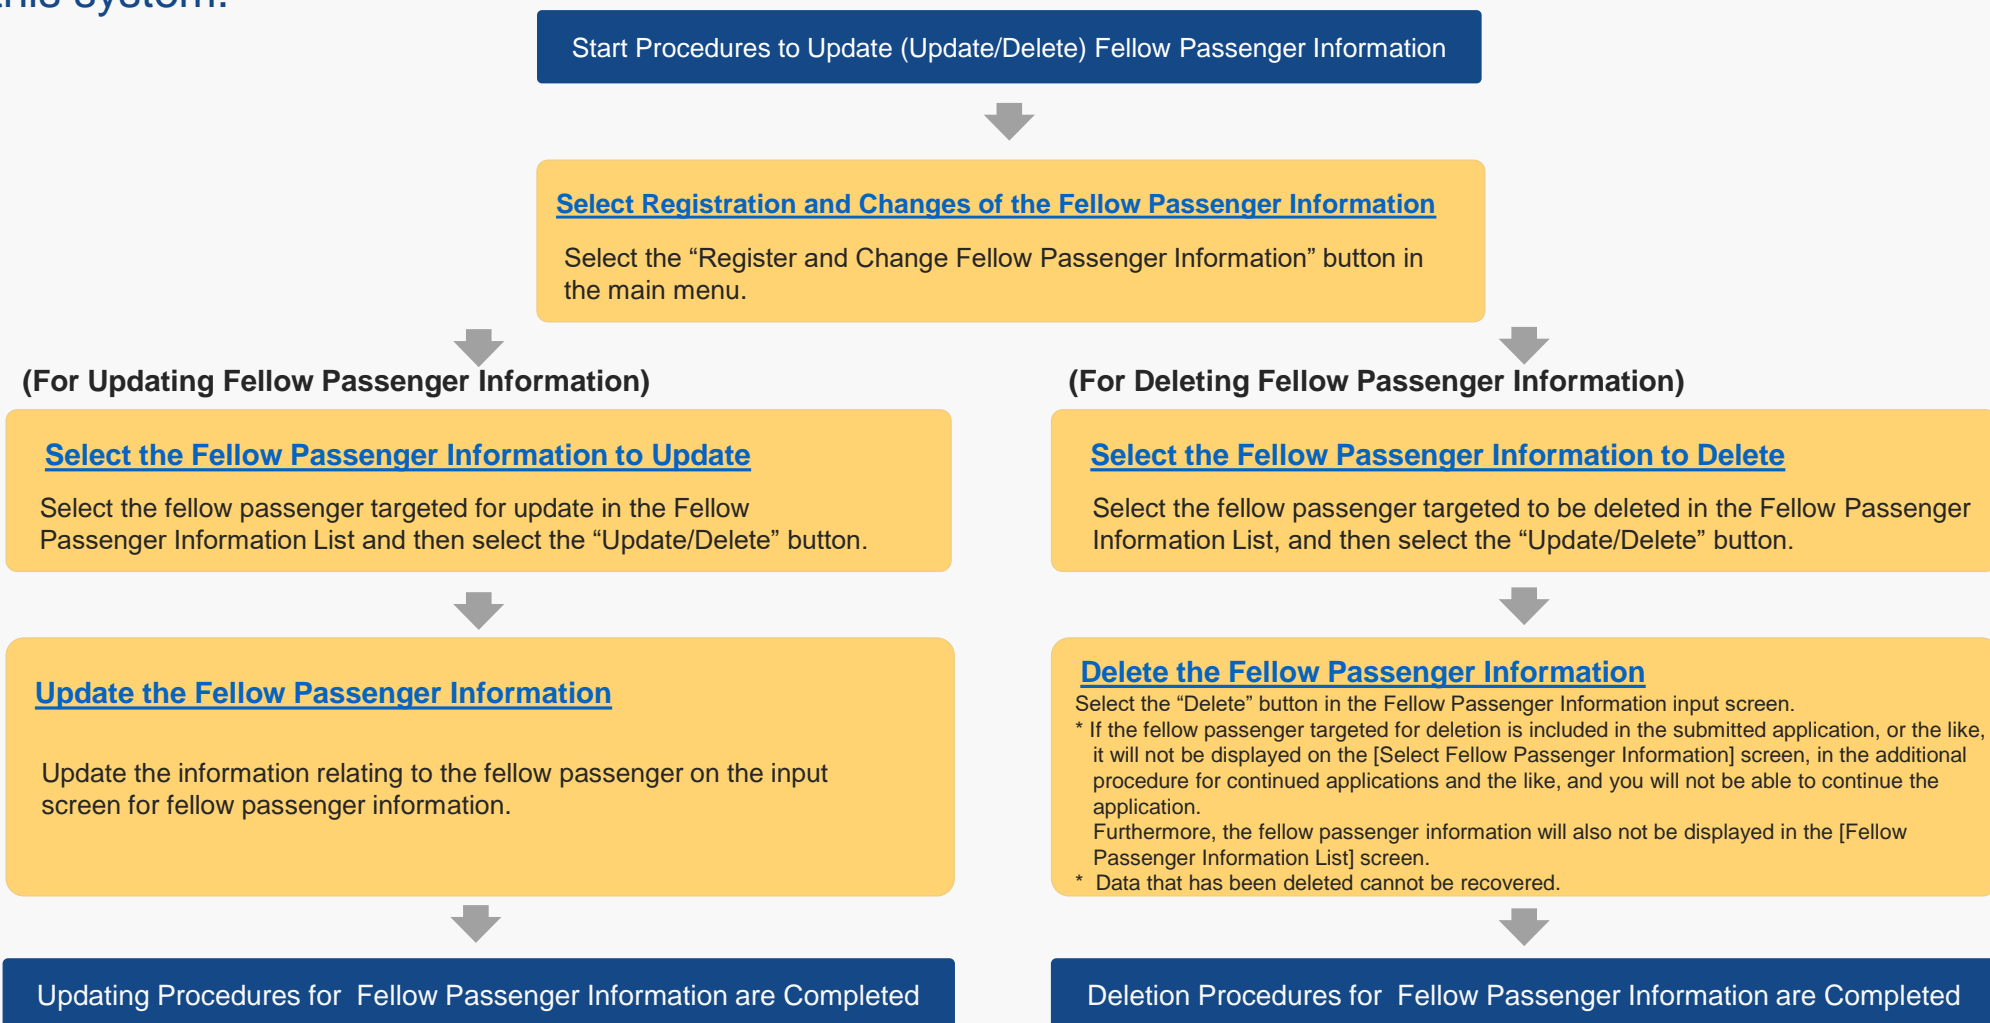 this system.
Start Procedures to Update (Update/Delete) Fellow Passenger Information
Select Registration and Changes of the Fellow Passenger Information
Select the “Register and Change Fellow Passenger Information” button in
the main menu.
(For Updating Fellow Passenger Information)
Select the Fellow Passenger Information to Update
Select the fellow passenger targeted for update in the Fellow
Passenger Information List and then select the “Update/Delete” button.
Update the Fellow Passenger Information
Update the information relating to the fellow passenger on the input
screen for fellow passenger information.
Updating Procedures for  Fellow Passenger Information are Completed
(For Deleting Fellow Passenger Information)
Select the Fellow Passenger Information to Delete
Select the fellow passenger targeted to be deleted in the Fellow Passenger
Information List, and then select the “Update/Delete” button.
Delete the Fellow Passenger Information
Select the “Delete” button in the Fellow Passenger Information input screen.
* If the fellow passenger targeted for deletion is included in the submitted application, or the like,
it will not be displayed on the [Select Fellow Passenger Information] screen, in the additional
procedure for continued applications and the like, and you will not be able to continue the
application.
Furthermore, the fellow passenger information will also not be displayed in the [Fellow
Passenger Information List] screen.
* Data that has been deleted cannot be recovered.
Deletion Procedures for  Fellow Passenger Information are Completed